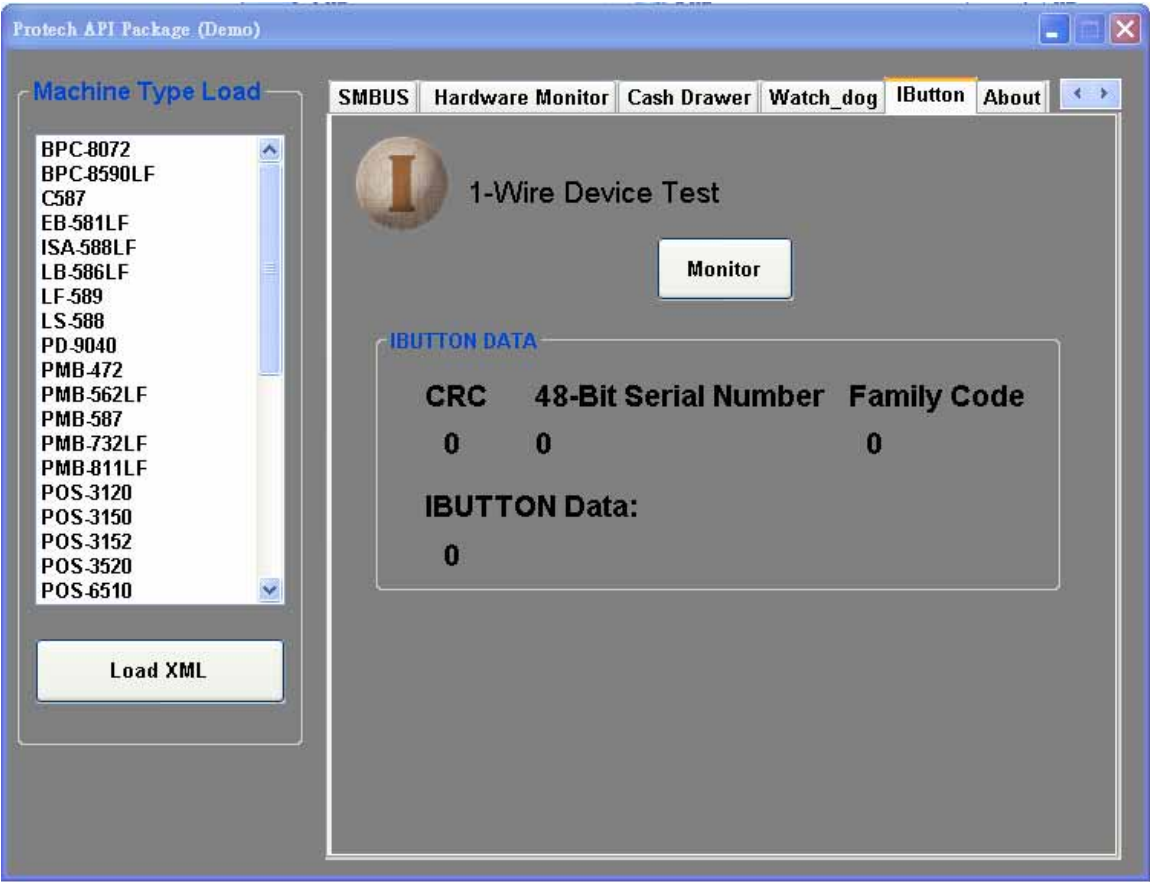 Protech API Package (Demo)
Machine Type Load
BPC-8072
BPC-8590LF
C587
EB-581LF
ISA-588LF
LB-586LF
LF-589
LS-588
PD-9040
PMB-472
PMB-562LF
PMB-587
PMB-732LF
PMB-811LF
POS-3120
POS-3150
POS-3152
POS-3520
POS-6510
Load XML
SMBUS Hardware Monitor Cash Drawer Watch_dog IButton About
I
1-Wire Device Test
Monitor
IBUTTON DATA
CRC 48-Bit Serial Number Family Code
0 0 0
IBUTTON Data:
0